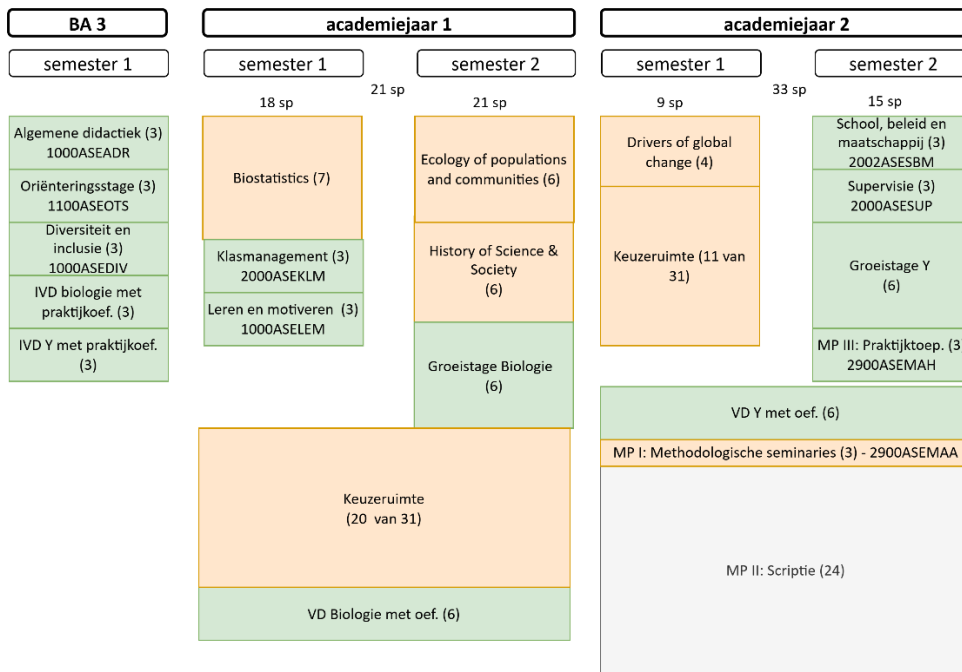 BA 3
academiejaar 1
academiejaar 2
semester 1
semester 1
semester 2
semester 1
semester 2
21 sp
33 sp
18 sp
21 sp
9 sp
15 sp
Algemene didactiek (3)
1000ASEADR
Oriënteringsstage (3)
1100ASEOTS
Diversiteit en
inclusie (3)
1000ASEDIV
IVD biologie met
praktijkoef. (3)
IVD Y met praktijkoef.
(3)
Biostatistics (7)
Klasmanagement (3)
2000ASEKLM
Leren en motiveren (3)
1000ASELEM
Ecology of populations
and communities (6)
History of Science &
Society
(6)
Groeistage Biologie
(6)
Keuzeruimte
(20 van 31)
VD Biologie met oef. (6)
Drivers of global
change (4)
Keuzeruimte (11 van
31)
School, beleid en
maatschappij (3)
2002ASESBM
Supervisie (3)
2000ASESUP
Groeistage Y
(6)
MP III: Praktijktoep. (3
2900ASEMAH
VD Y met oef. (6)
MP I: Methodologische seminaries (3) - 2900ASEMAA
MP II: Scriptie (24)